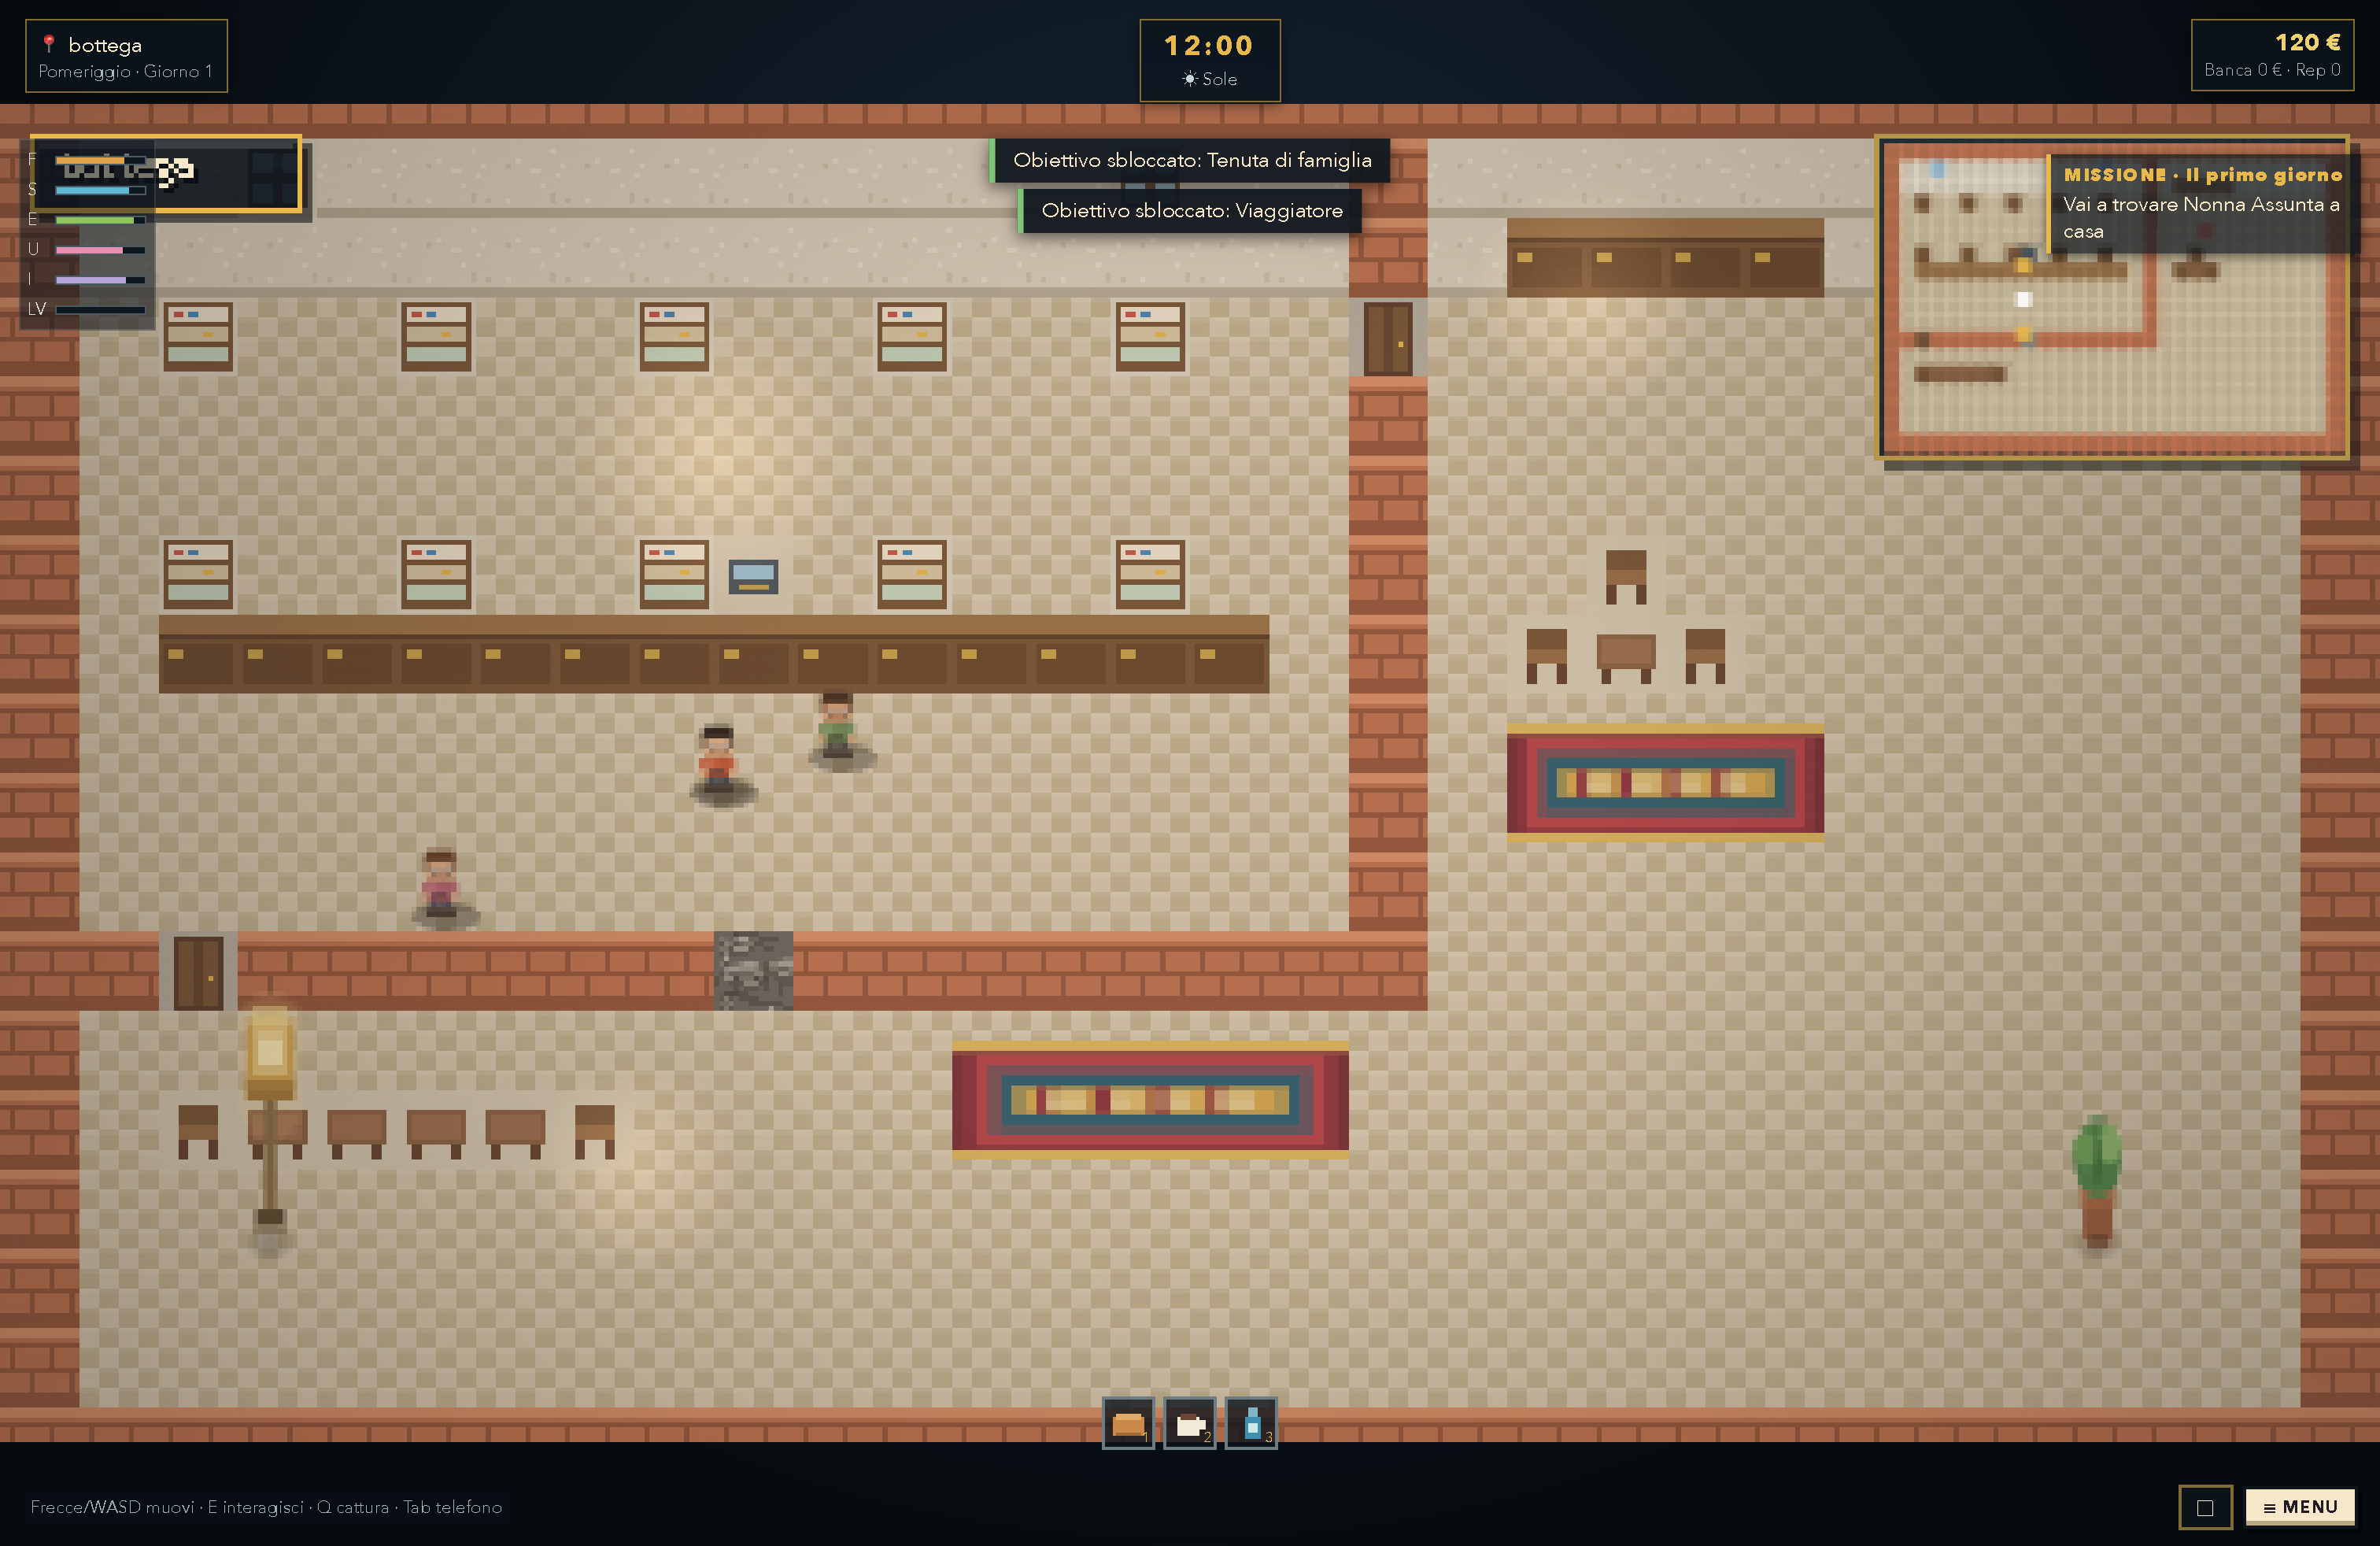 bottega
Pomeriggio · Giorno 1
12:00
☀ Sole
120 €
Banca 0 € · Rep 0
F
S
E
U
I
LV
Obiettivo sbloccato: Tenuta di famiglia
Obiettivo sbloccato: Viaggiatore
MISSIONE · Il primo giorno
Vai a trovare Nonna Assunta a
casa
1
2
3
Frecce/WASD muovi · E interagisci · Q cattura · Tab telefono
≡ MENU